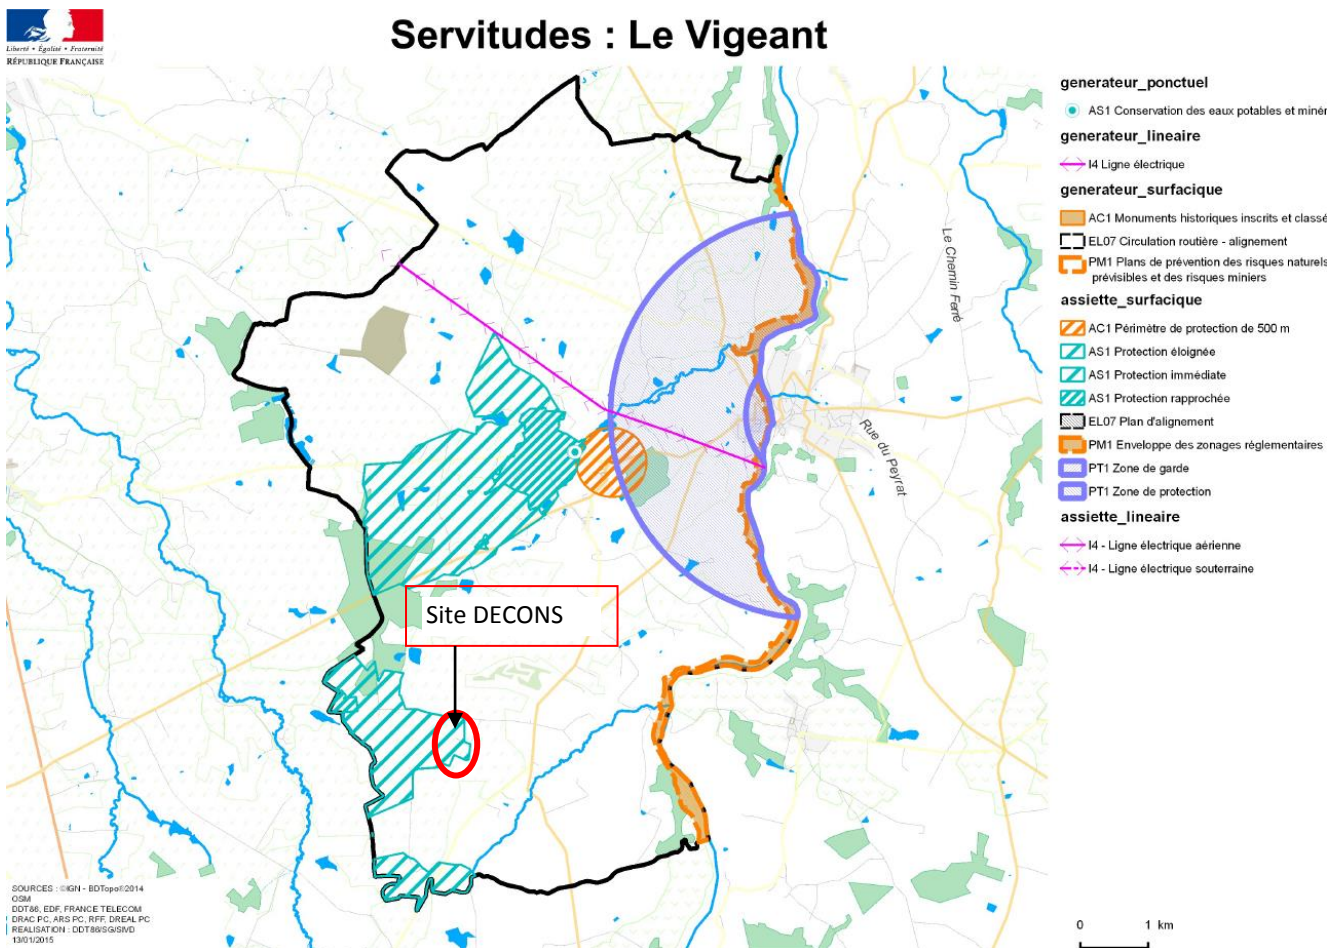 Servitudes : Le Vigeant
Liberté • Égalité • Fraternité
RÉPUBLIQUE FRANÇAISE
generateur_ponctuel
AS1 Conservation des eaux potables et minér
generateur_lineaire
I4 Ligne électrique
generateur_surfacique
AC1 Monuments historiques inscrits et classé
EL07 Circulation routière - alignement
PM1 Plans de prévention des risques naturels
prévisibles et des risques miniers
assiette_surfacique
AC1 Périmètre de protection de 500 m
AS1 Protection éloignée
AS1 Protection immédiate
AS1 Protection rapprochée
EL07 Plan d'alignement
PM1 Enveloppe des zonages réglementaires
PT1 Zone de garde
PT1 Zone de protection
assiette_lineaire
I4 - Ligne électrique aérienne
I4 - Ligne électrique souterraine
Le Chemin Ferré
Rue du Peyrat
Site DECONS
SOURCES : ©IGN - BDTopo®2014
OSM
DDT86, EDF, FRANCE TELECOM
DRAC PC, ARS PC, RFF, DREAL PC
REALISATION : DDT86/SG/SIVD
13/01/2015
0 1 km